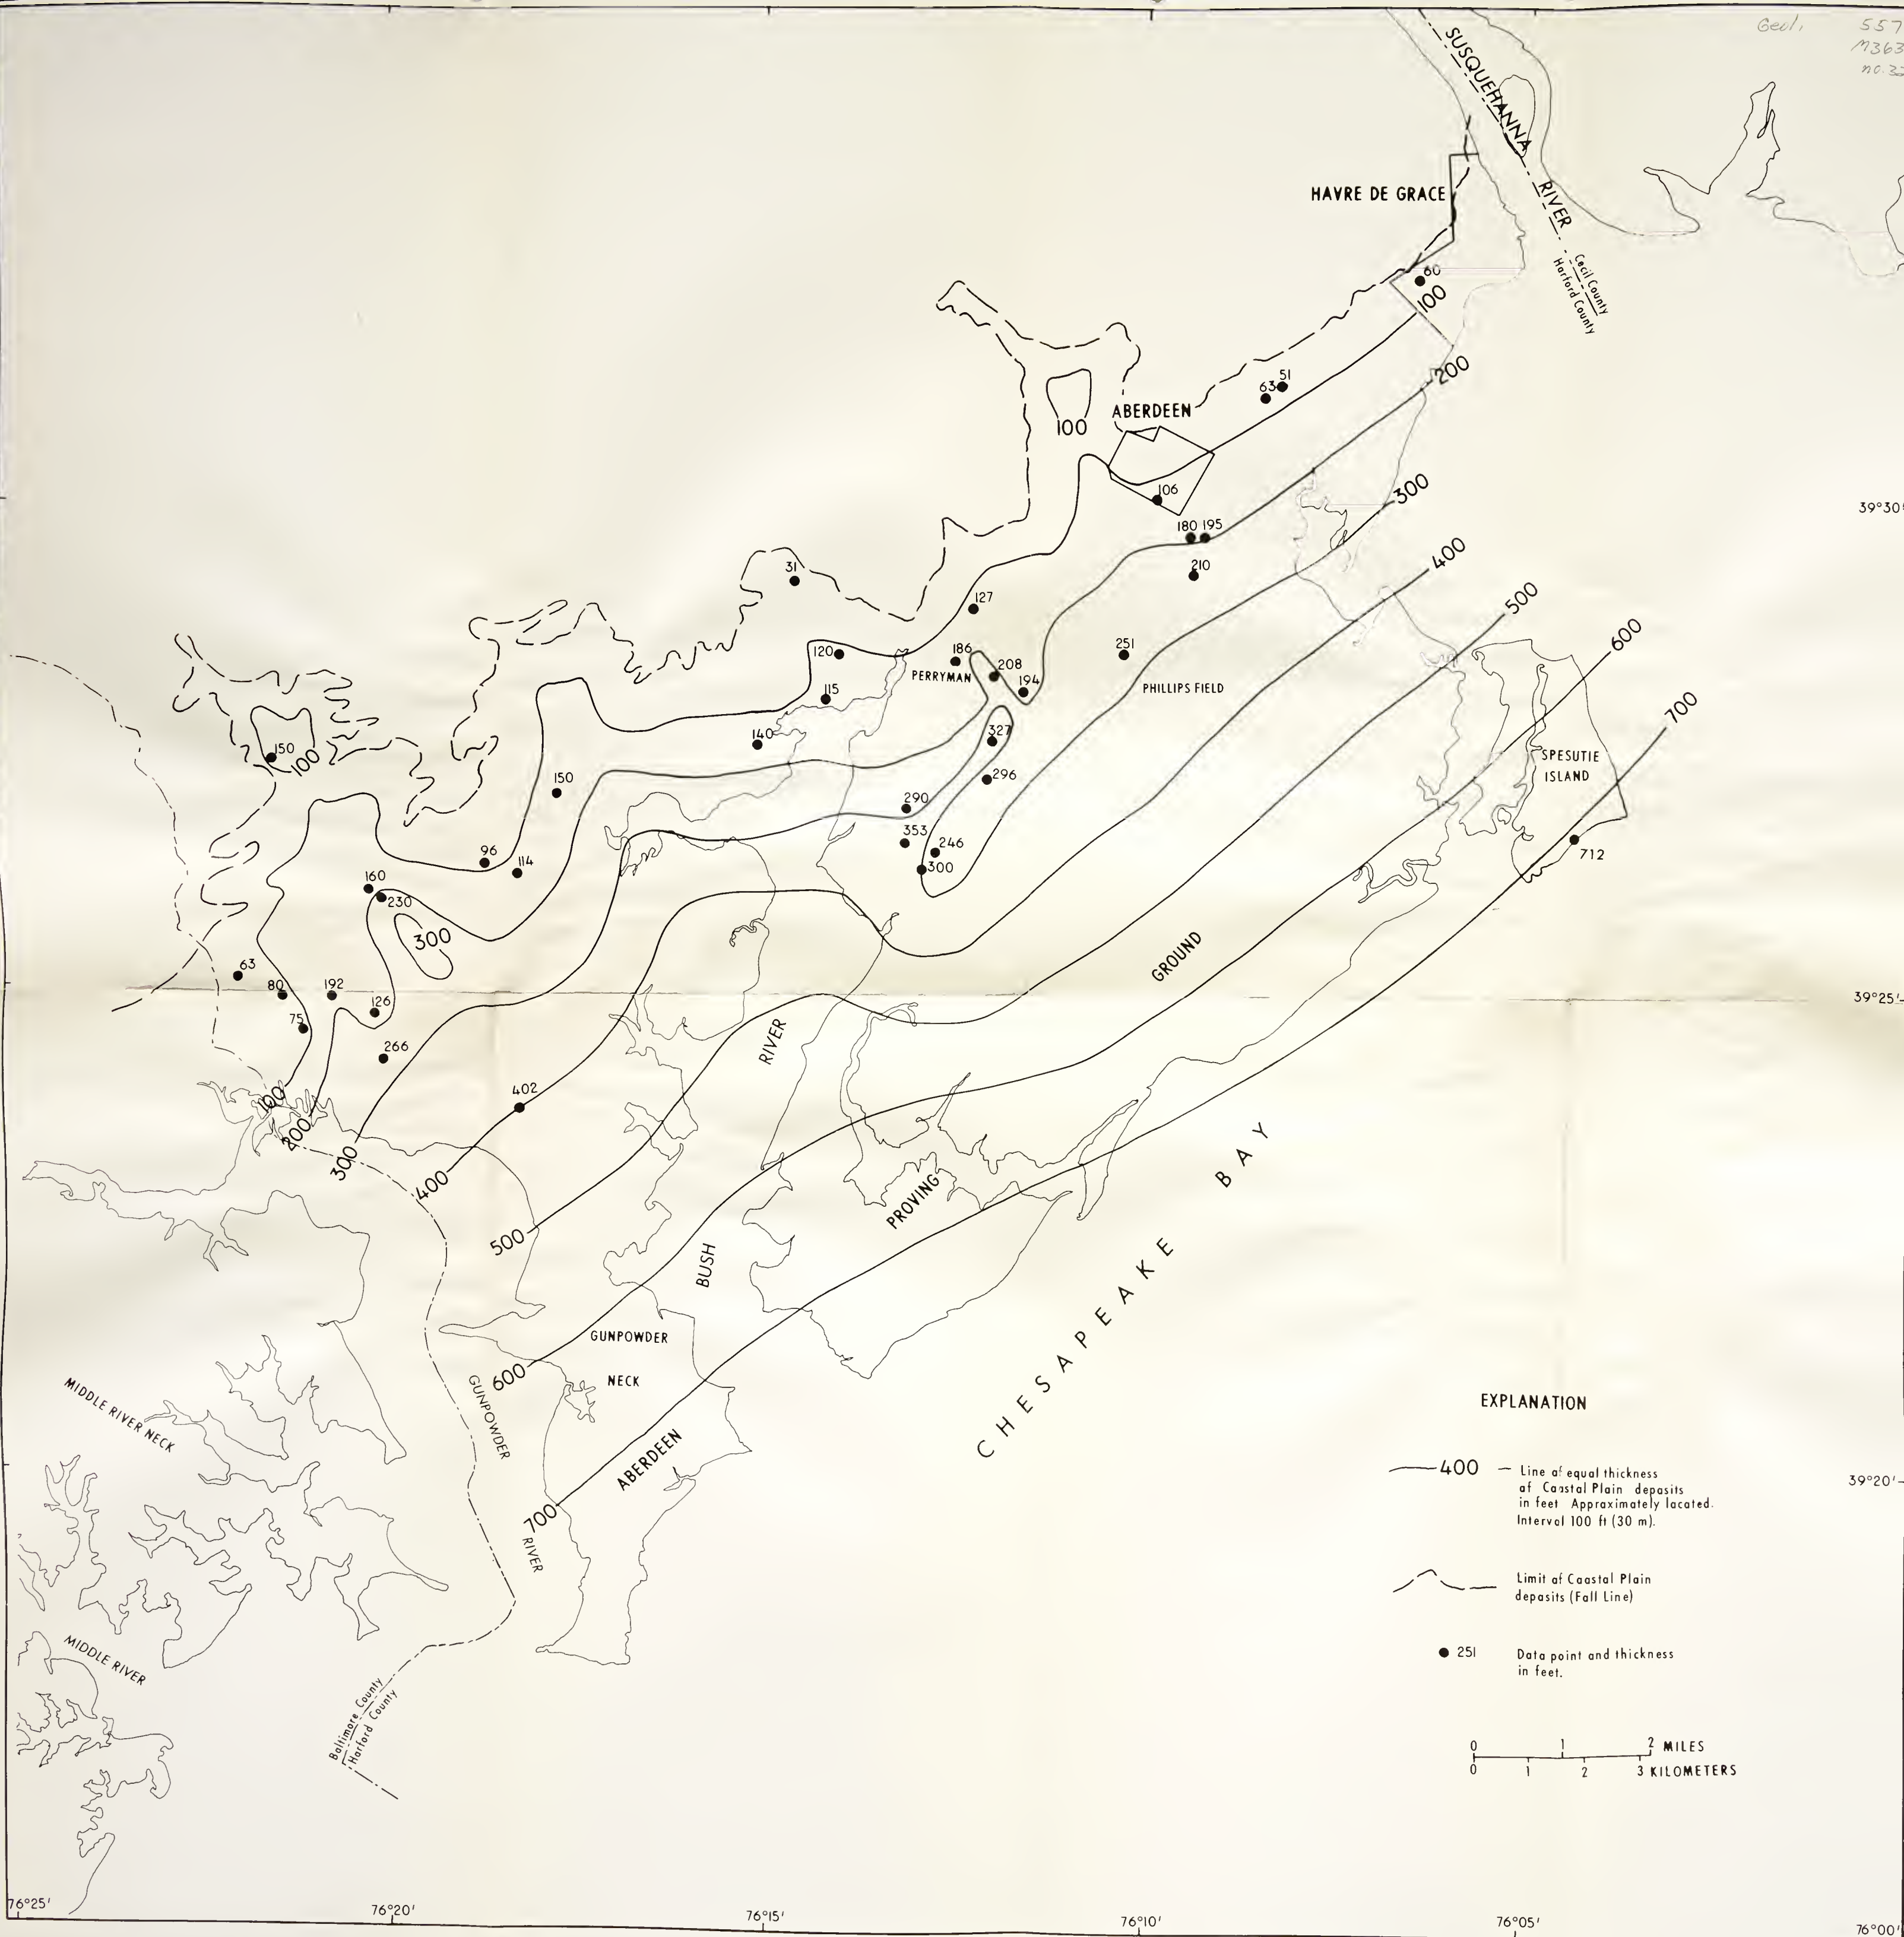 Geol. 557
M363
no. 32
SUSQUEHANNA
RIVER
Cecil County
Harford County
HAVRE DE GRACE
60
100
200
51
63
ABERDEEN
100
106
300
39°30'
180 195
210
400
500
31
127
600
120
186
208
251
PERRYMAN
194
PHILLIPS FIELD
115
700
140
327
150
100
SPESUTIE
ISLAND
296
150
290
353
246
300
712
96
114
160
230
300
GROUND
63
80
192
126
39°25'
75
RIVER
266
402
100
200
300
400
BAY
PROVING
500
BUSH
CHESAPEAKE
GUNPOWDER
NECK
600
GUNPOWDER
RIVER
MIDDLE RIVER NECK
ABERDEEN
700
EXPLANATION
400
Line of equal thickness
of Coastal Plain deposits
in feet Approximately located.
Interval 100 ft (30 m).
39°20'
Limit of Coastal Plain
deposits (Fall Line)
MIDDLE RIVER
251
Data point and thickness
in feet.
Baltimore County
Harford County
0 1 2 MILES
0 1 2 3 KILOMETERS
76°25'
76°20'
76°15'
76°10'
76°05'
76°00'